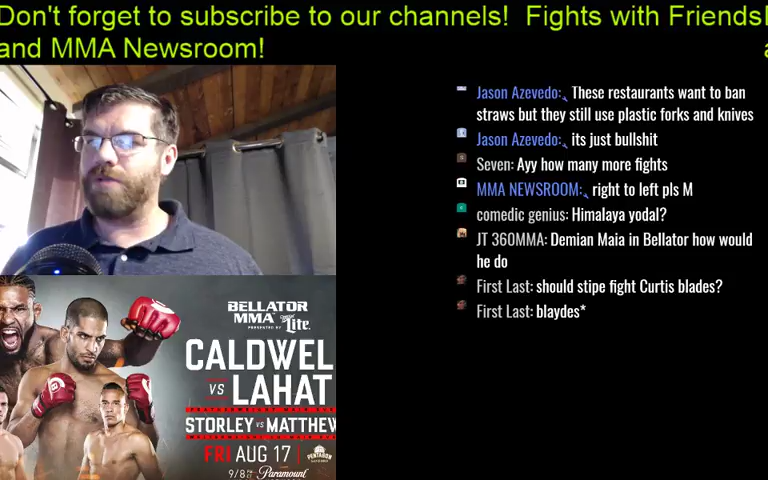 Don't forget to subscribe to our channels!  Fights with Friends!
and MMA Newsroom!
Jason Azevedo: These restaurants want to ban
straws but they still use plastic forks and knives
Jason Azevedo: its just bullshit
Seven: Ayy how many more fights
MMA NEWSROOM: right to left pls M
comedic genius: Himalaya yodal?
JT 360MMA: Demian Maia in Bellator how would
he do
First Last: should stipe fight Curtis blades?
First Last: blaydes*
BELLATOR
MMA PRESENTED BY Lite
CALDWEL
VS LAHAT
STORLEY VS MATTHEW
FRI AUG 17
9/8 Paramount